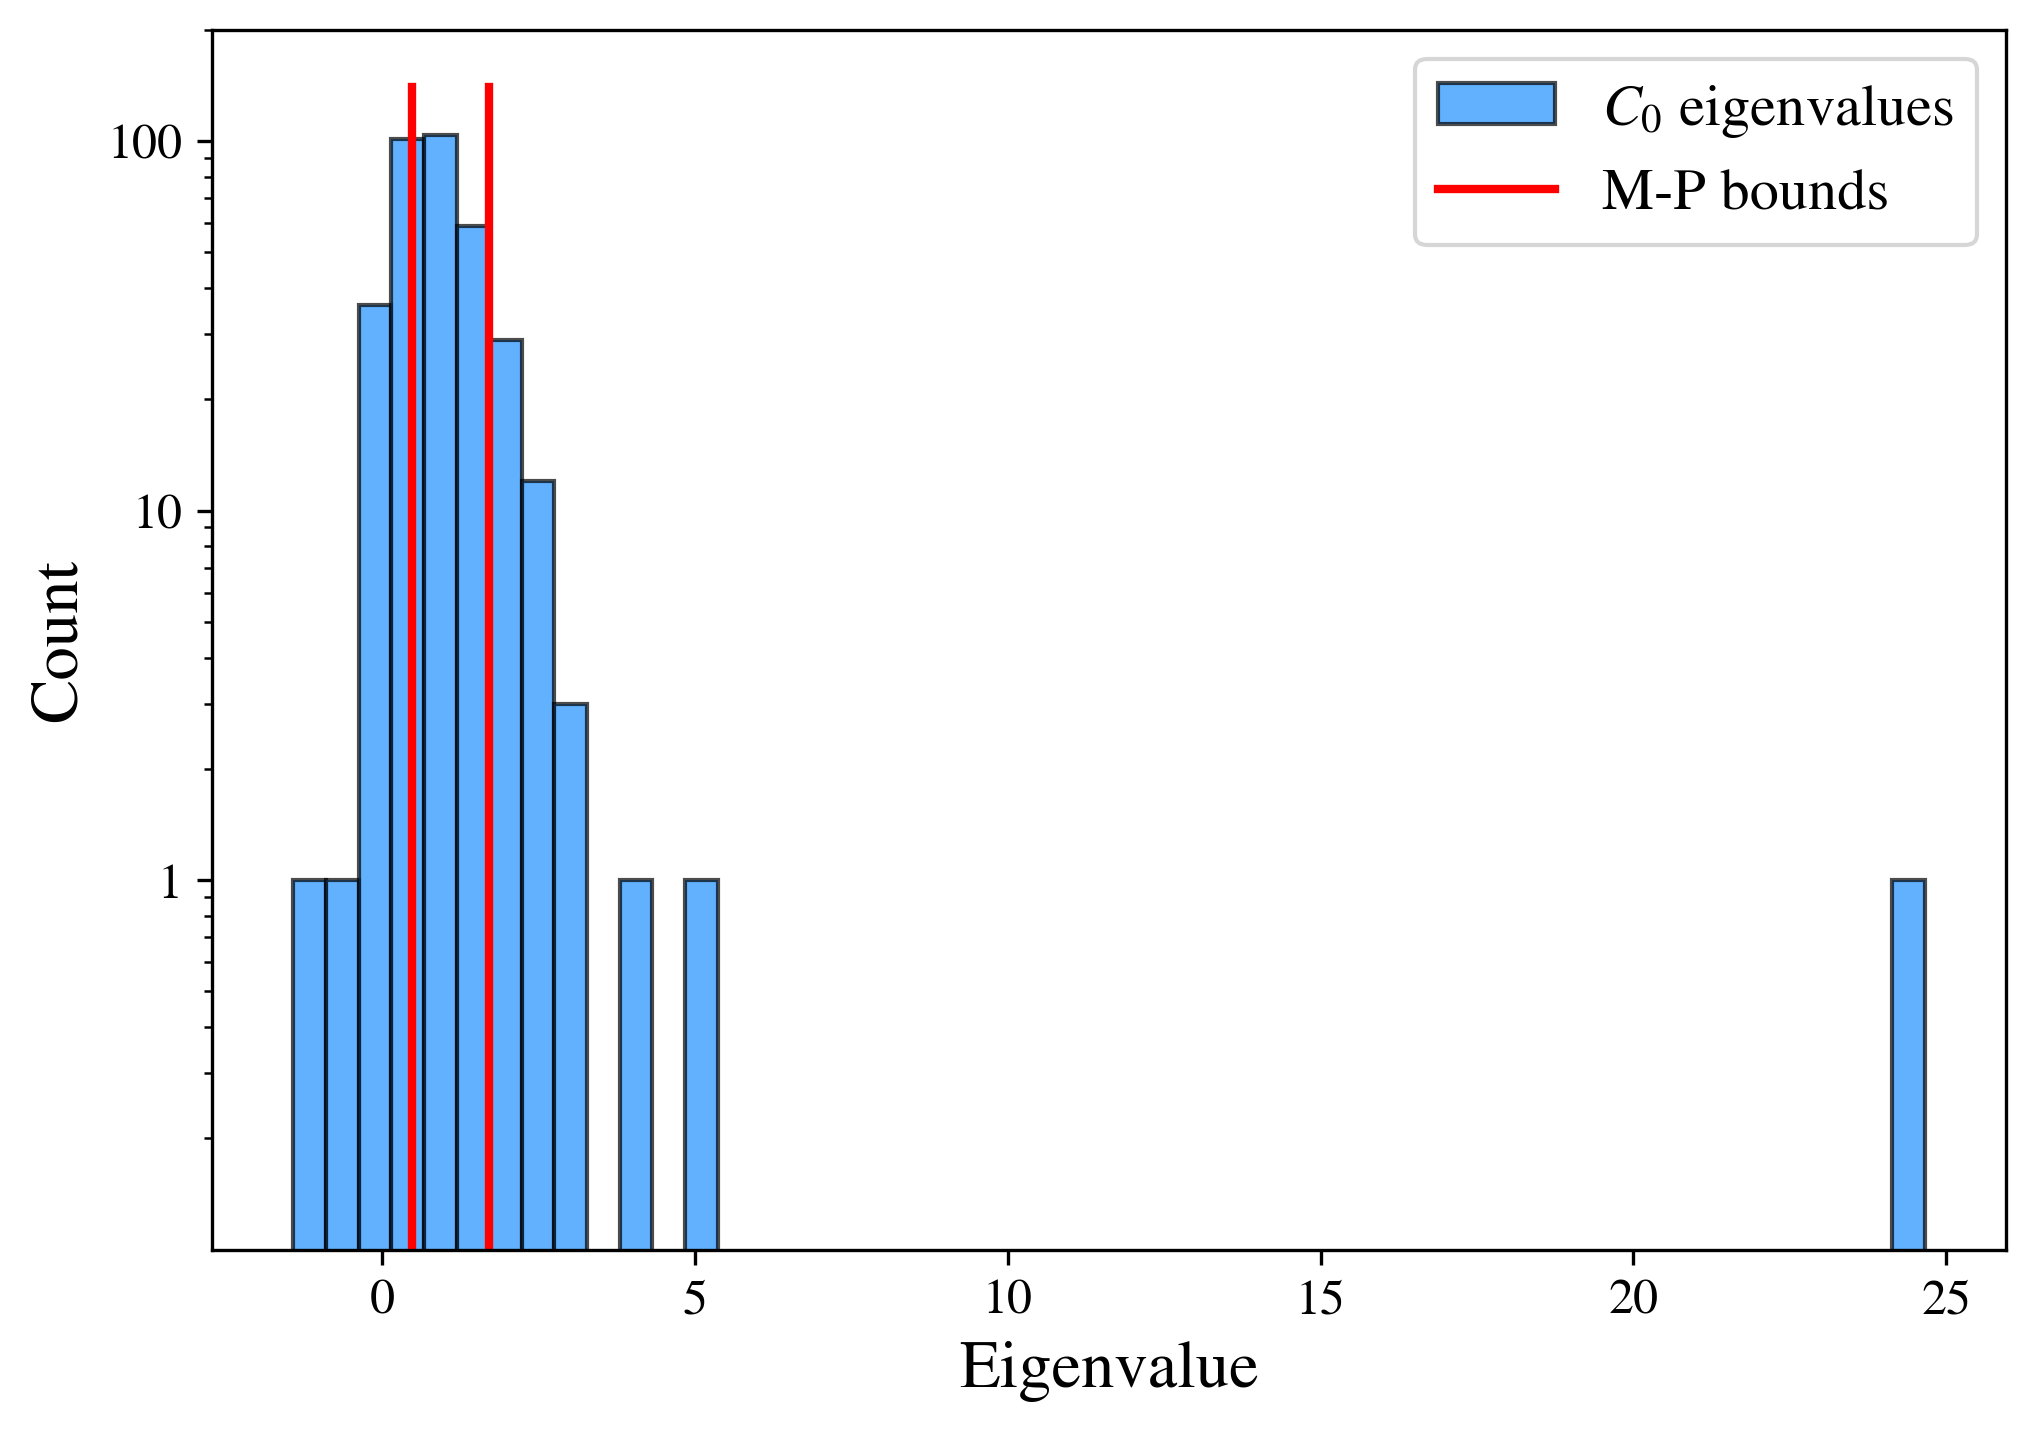 C₀ eigenvalues
M-P bounds
100
10
1
Count
0 5 10 15 20 25
Eigenvalue